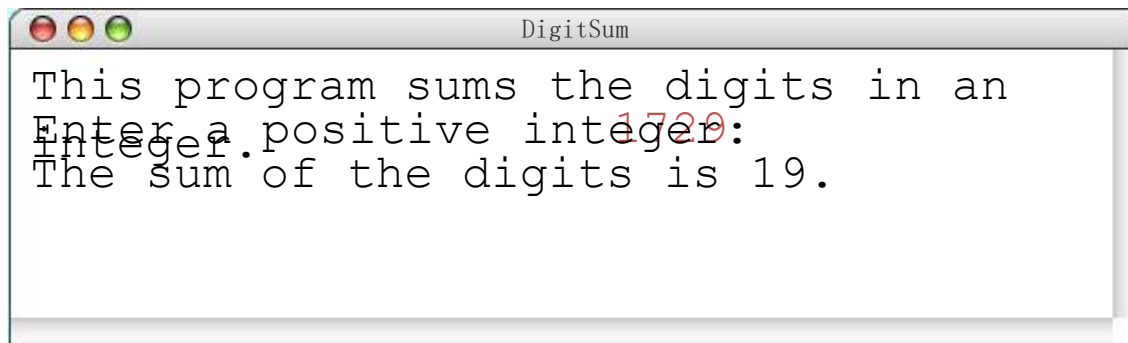 DigitSum
This program sums the digits in an
integer.
Enter a positive integer: 1729
The sum of the digits is 19.